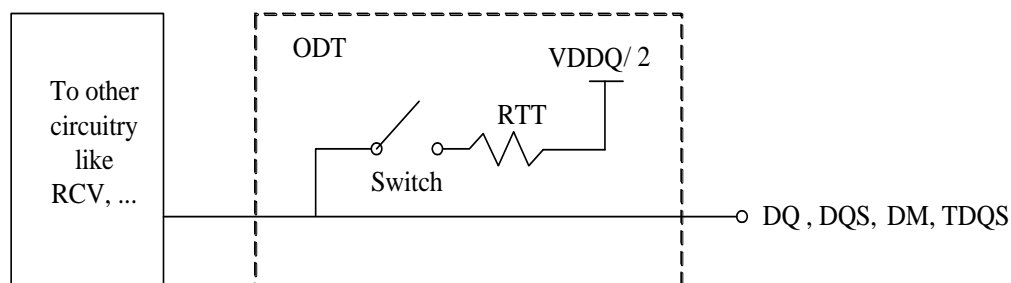 ODT
VDDQ/ 2
To other
circuitry
like
RCV, ...
RTT
Switch
DQ , DQS, DM, TDQS